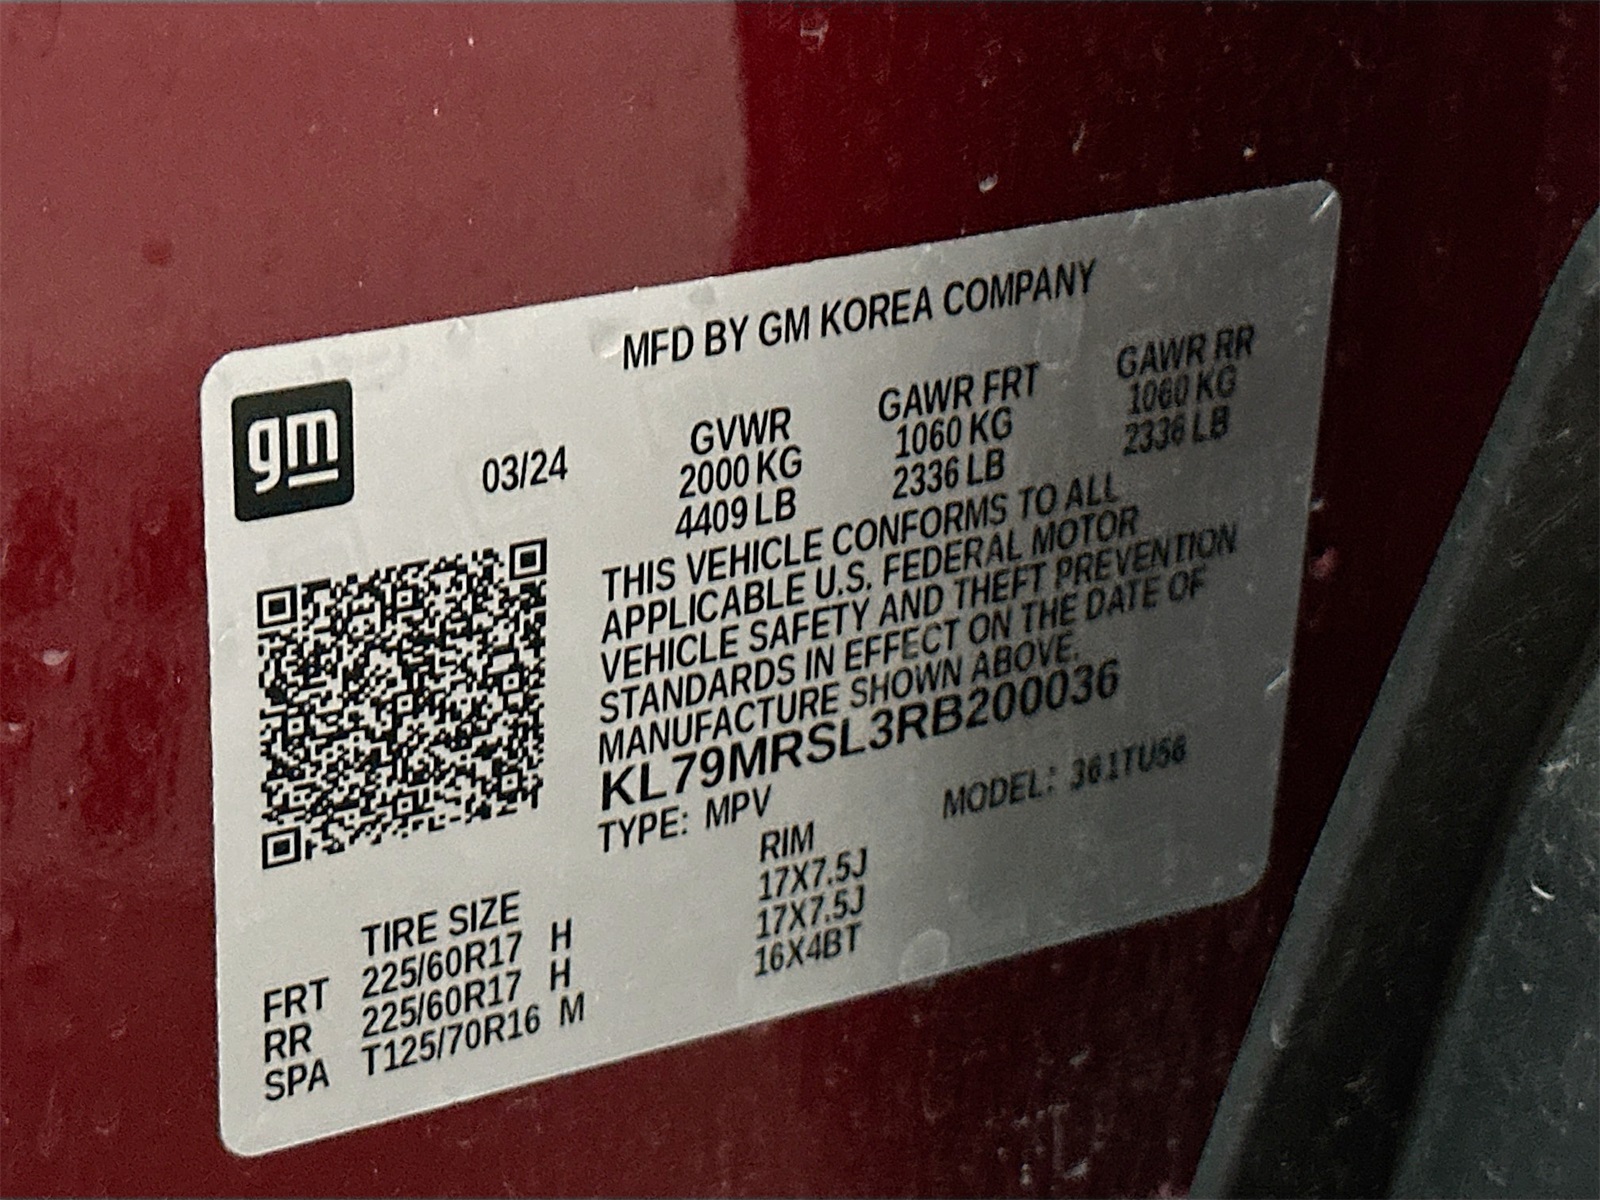 MFD BY GM KOREA COMPANY
gm
03/24
GVWR GAWR FRT GAWR RR
2000 KG 1060 KG 1060 KG
4409 LB 2336 LB 2336 LB
THIS VEHICLE CONFORMS TO ALL
APPLICABLE U.S. FEDERAL MOTOR
VEHICLE SAFETY AND THEFT PREVENTION
STANDARDS IN EFFECT ON THE DATE OF
MANUFACTURE SHOWN ABOVE.
KL79MRSL3RB200036
TYPE: MPV MODEL: 361TU58
TIRE SIZE RIM
FRT 225/60R17 H 17X7.5J
RR 225/60R17 H 17X7.5J
SPA T125/70R16 M 16X4BT